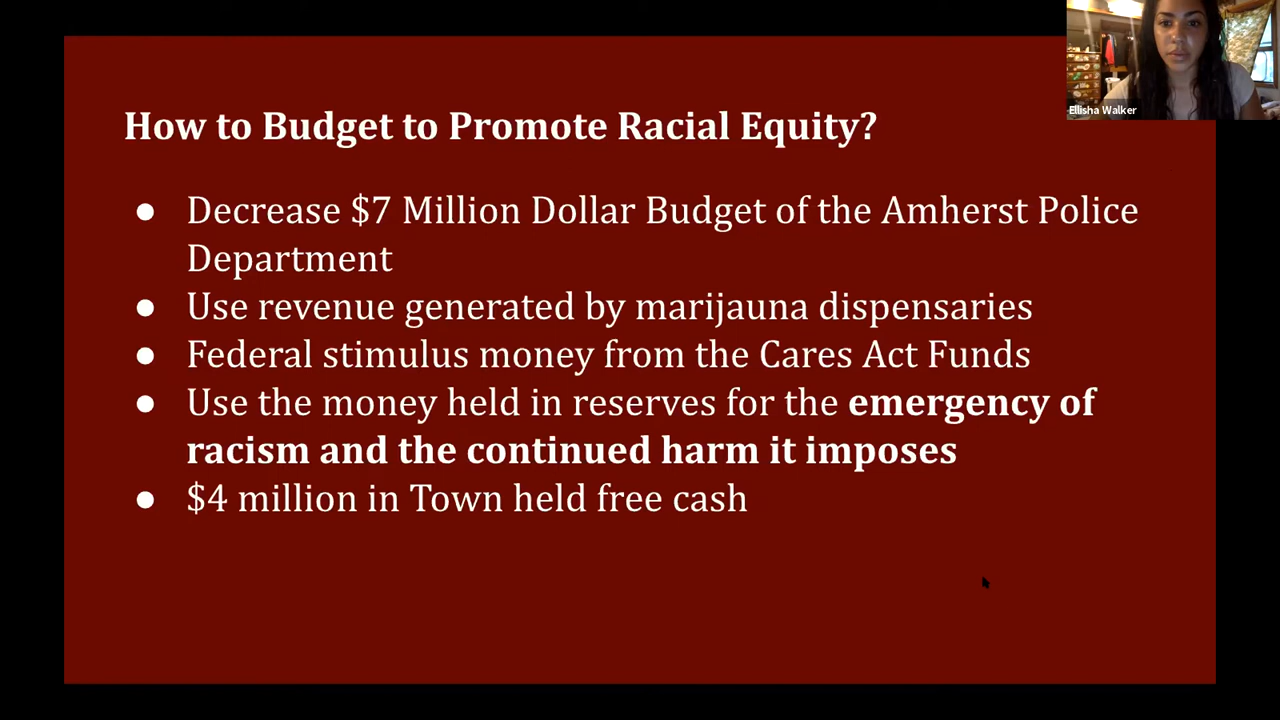 Ellisha Walker
How to Budget to Promote Racial Equity?
● Decrease $7 Million Dollar Budget of the Amherst Police
Department
● Use revenue generated by marijauna dispensaries
● Federal stimulus money from the Cares Act Funds
● Use the money held in reserves for the emergency of
racism and the continued harm it imposes
● $4 million in Town held free cash